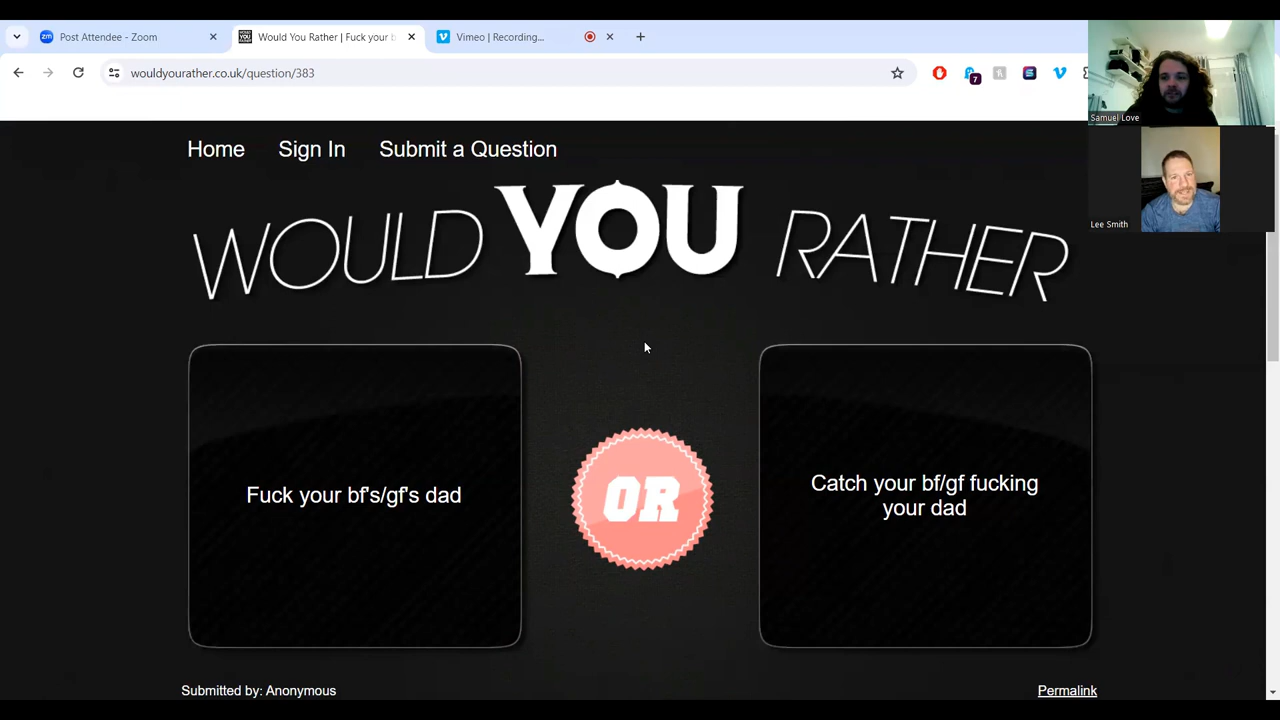 Post Attendee - Zoom
Would You Rather | Fuck your b
Vimeo | Recording...
wouldyourather.co.uk/question/383
7
Samuel Love
Lee Smith
Home
Sign In
Submit a Question
WOULD YOU RATHER
Fuck your bf's/gf's dad
OR
Catch your bf/gf fucking
your dad
Submitted by: Anonymous
Permalink